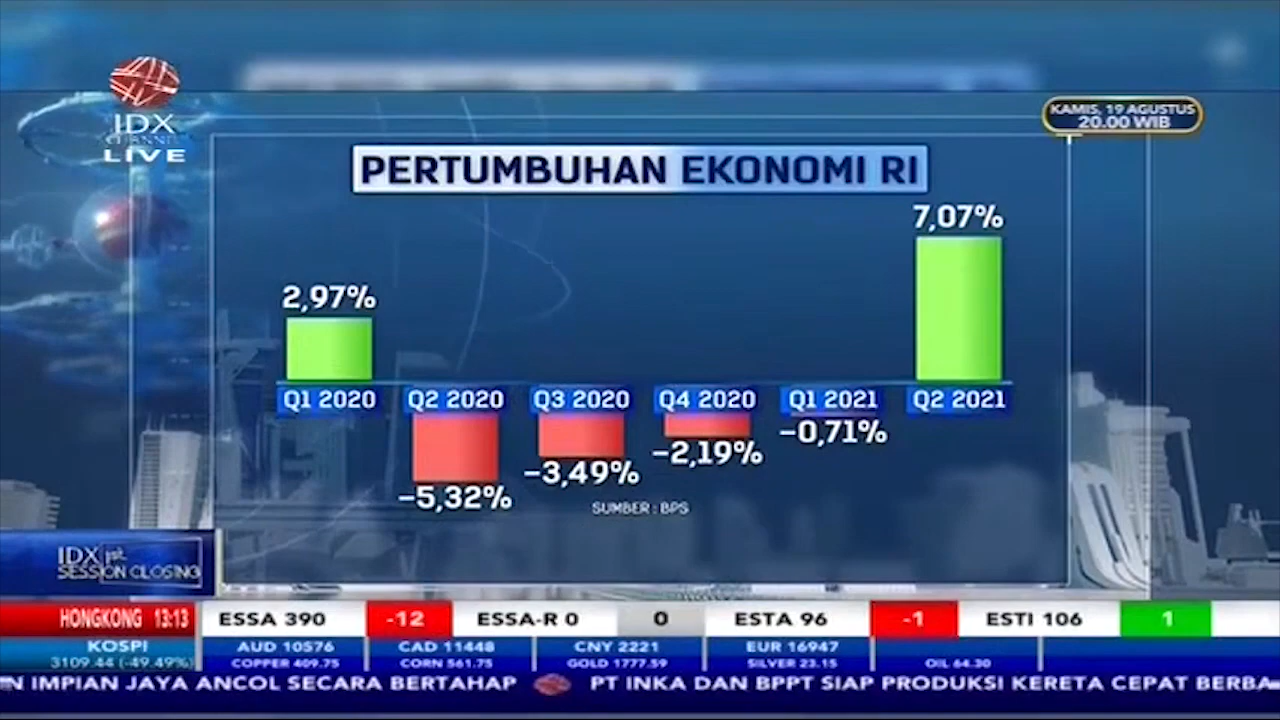 IDX
CHANNEL
LIVE
KAMIS, 19 AGUSTUS
20.00 WIB
PERTUMBUHAN EKONOMI RI
7,07%
2,97%
Q1 2020 Q2 2020 Q3 2020 Q4 2020 Q1 2021 Q2 2021
-0,71%
-2,19%
-3,49%
-5,32%
SUMBER : BPS
IDX 1st
SESSION CLOSING
HONGKONG 13:13 ESSA 390 -12 ESSA-R 0 0 ESTA 96 -1 ESTI 106 1
KOSPI AUD 10576 CAD 11448 CNY 2221 EUR 16947
3109.44 (-49.49%) COPPER 409.75 CORN 561.75 GOLD 1777.59 SILVER 23.15 OIL 64.30
N IMPIAN JAYA ANCOL SECARA BERTAHAP PT INKA DAN BPPT SIAP PRODUKSI KERETA CEPAT BERBA